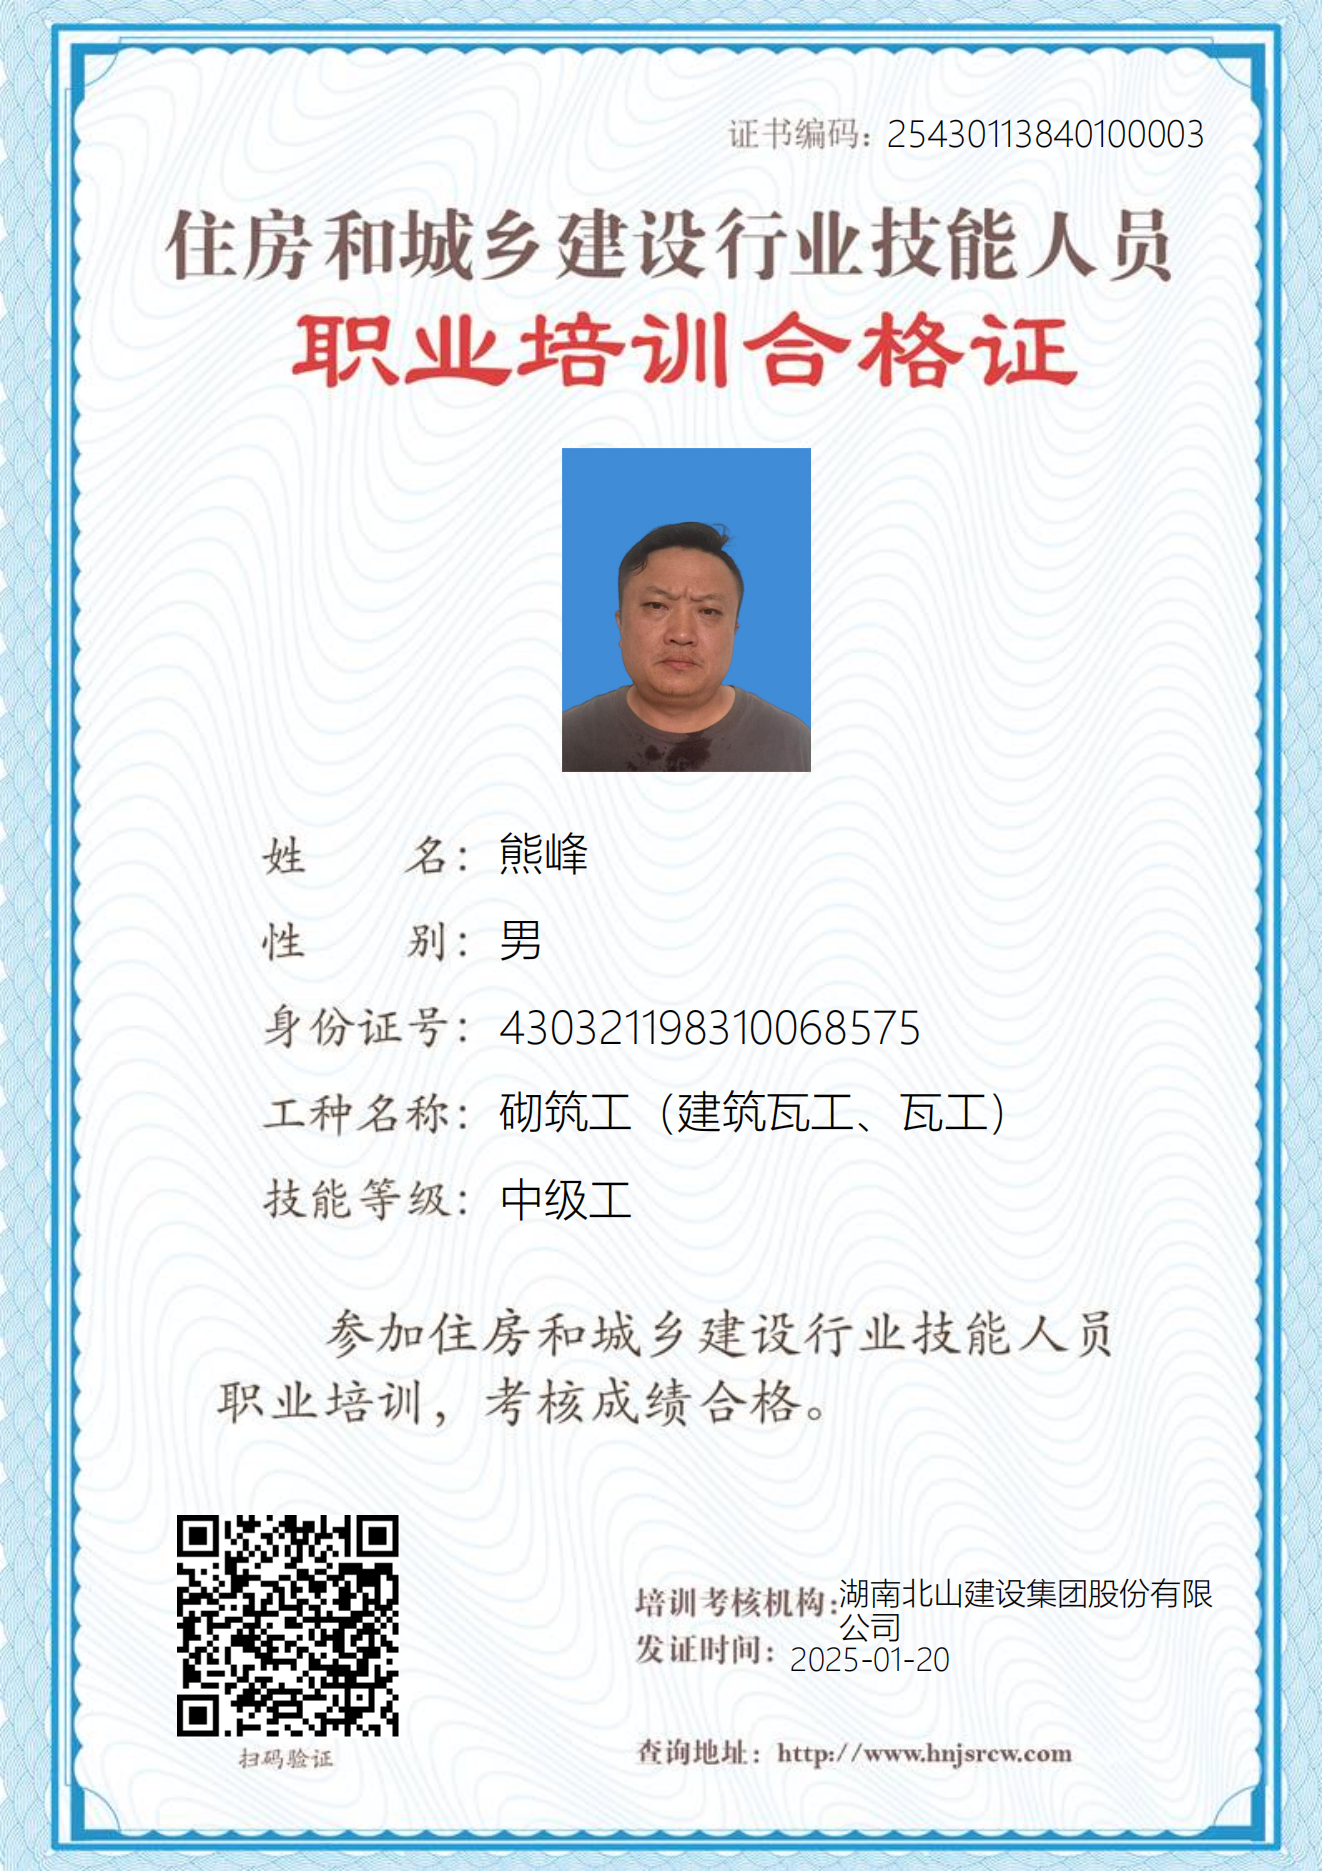 证书编码：25430113840100003
住房和城乡建设行业技能人员
职业培训合格证
姓 名：熊峰
性 别：男
身份证号：430321198310068575
工种名称：砌筑工（建筑瓦工、瓦工）
技能等级：中级工
参加住房和城乡建设行业技能人员
职业培训，考核成绩合格。
培训考核机构：湖南北山建设集团股份有限
公司
发证时间：2025-01-20
扫码验证
查询地址：http://www.hnjsrcw.com